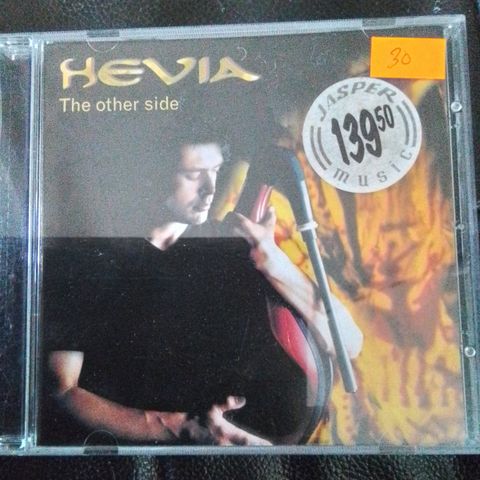 HEVIA
The other side
30
JASPER
139.50
music